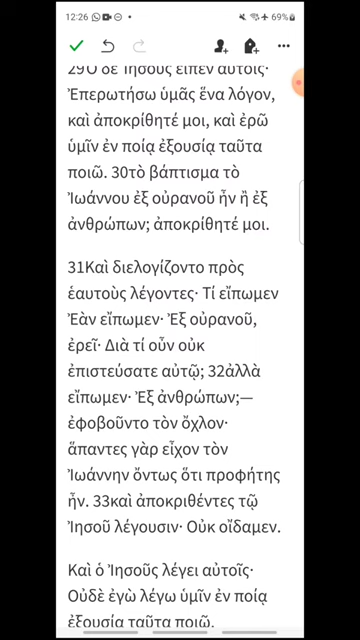 12:26
69%
29Ὁ δὲ Ἰησοῦς εἶπεν αὐτοῖς·
Ἐπερωτήσω ὑμᾶς ἕνα λόγον,
καὶ ἀποκρίθητέ μοι, καὶ ἐρῶ
ὑμῖν ἐν ποίᾳ ἐξουσίᾳ ταῦτα
ποιῶ. 30τὸ βάπτισμα τὸ
Ἰωάννου ἐξ οὐρανοῦ ἦν ἢ ἐξ
ἀνθρώπων; ἀποκρίθητέ μοι.
31Καὶ διελογίζοντο πρὸς
ἑαυτοὺς λέγοντες· Τί εἴπωμεν
Ἐὰν εἴπωμεν· Ἐξ οὐρανοῦ,
ἐρεῖ· Διὰ τί οὖν οὐκ
ἐπιστεύσατε αὐτῷ; 32ἀλλὰ
εἴπωμεν· Ἐξ ἀνθρώπων;—
ἐφοβοῦντο τὸν ὄχλον·
ἅπαντες γὰρ εἶχον τὸν
Ἰωάννην ὄντως ὅτι προφήτης
ἦν. 33καὶ ἀποκριθέντες τῷ
Ἰησοῦ λέγουσιν· Οὐκ οἴδαμεν.
Καὶ ὁ Ἰησοῦς λέγει αὐτοῖς·
Οὐδὲ ἐγὼ λέγω ὑμῖν ἐν ποίᾳ
ἐξουσίᾳ ταῦτα ποιῶ.